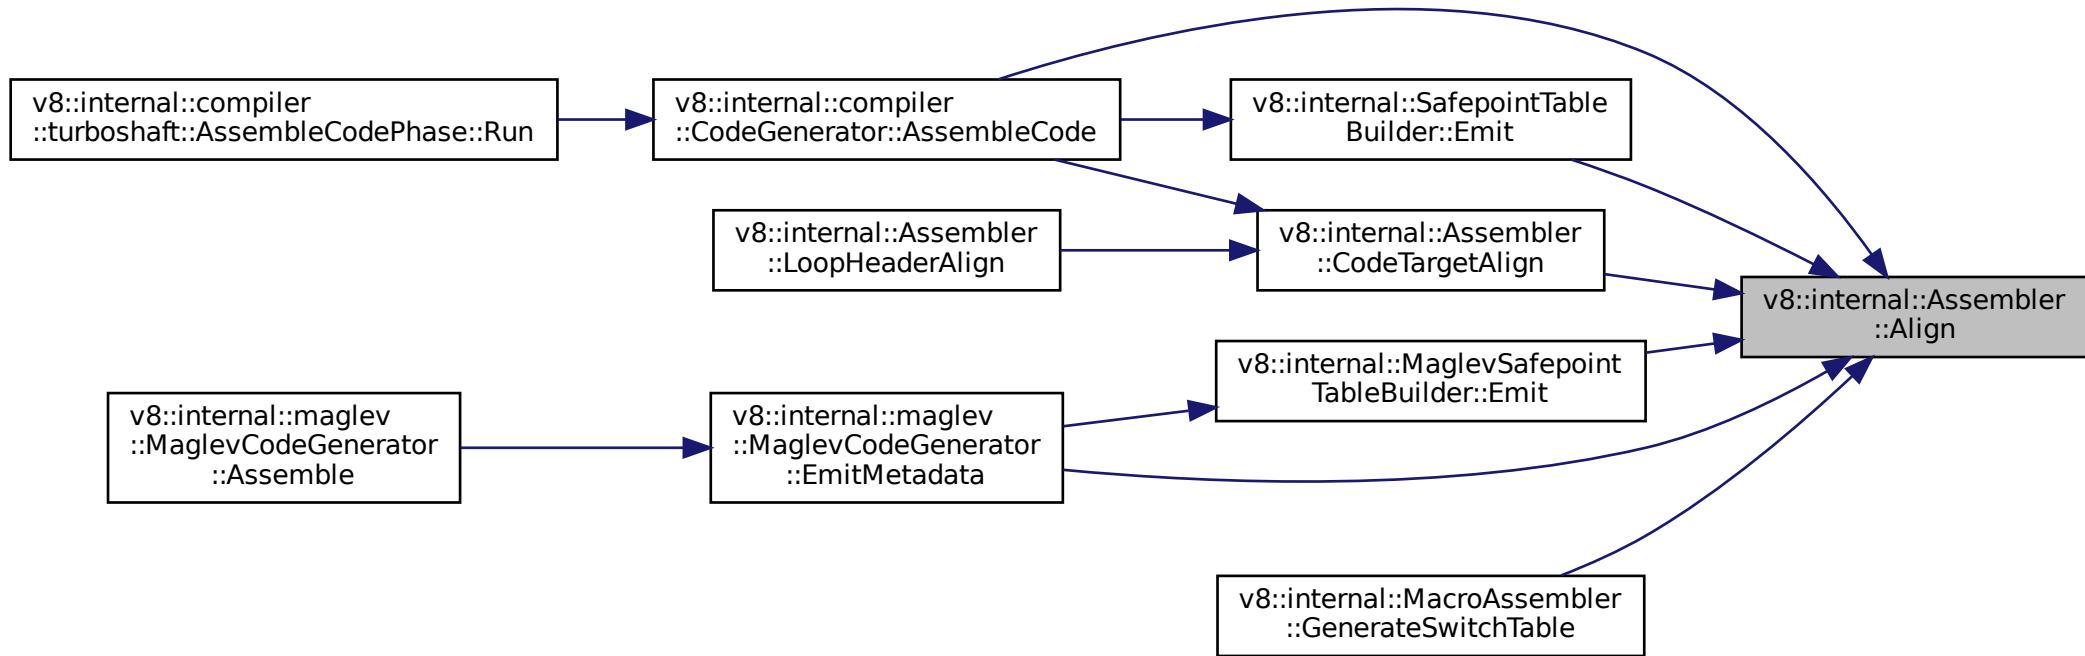 v8::internal::compiler
::turboshaft::AssembleCodePhase::Run
v8::internal::compiler
::CodeGenerator::AssembleCode
v8::internal::SafepointTable
Builder::Emit
v8::internal::Assembler
::LoopHeaderAlign
v8::internal::Assembler
::CodeTargetAlign
v8::internal::Assembler
::Align
v8::internal::MaglevSafepoint
TableBuilder::Emit
v8::internal::maglev
::MaglevCodeGenerator
::Assemble
v8::internal::maglev
::MaglevCodeGenerator
::EmitMetadata
v8::internal::MacroAssembler
::GenerateSwitchTable